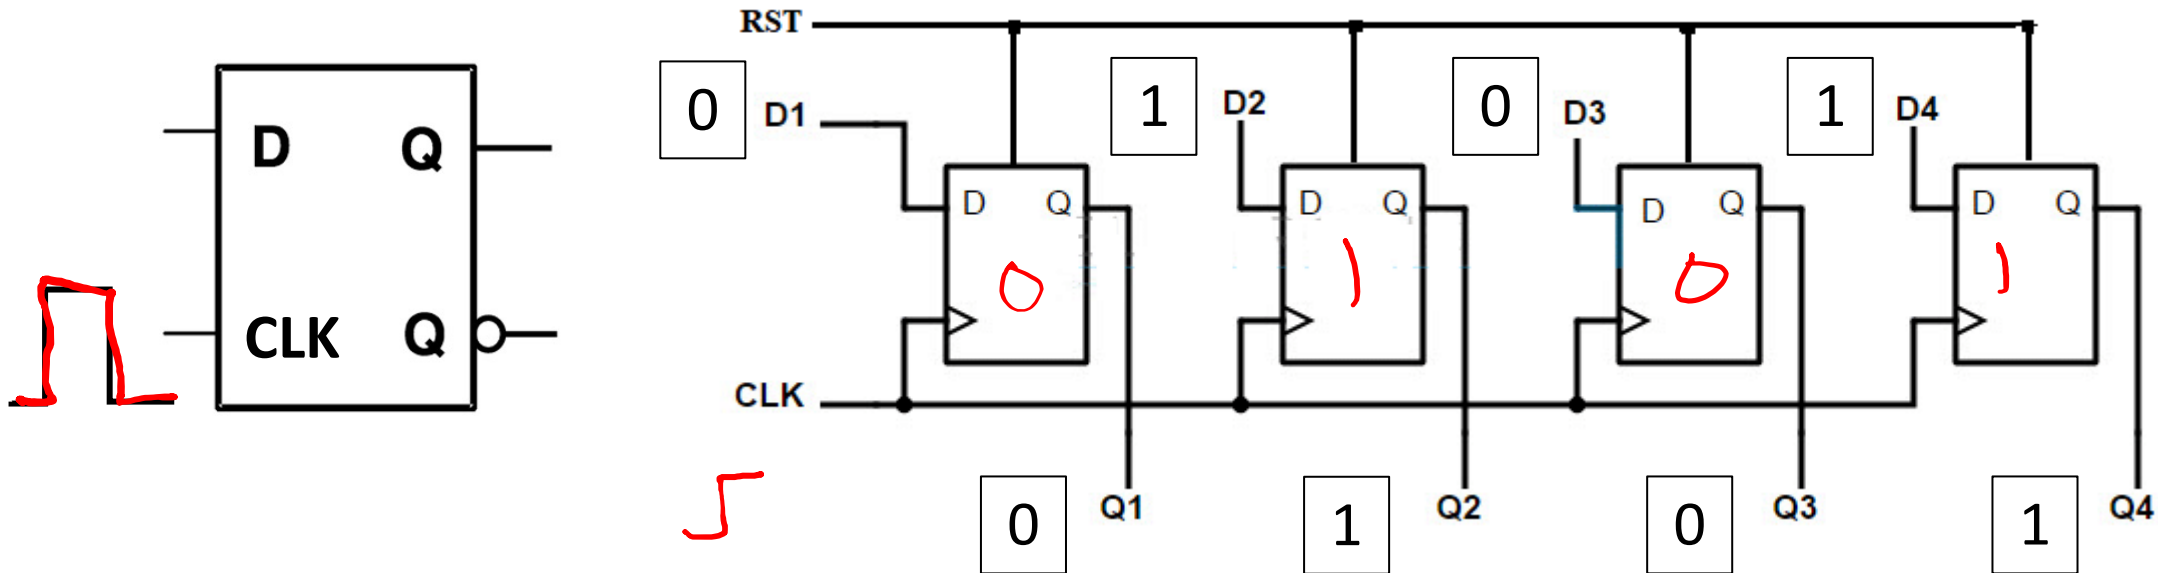 RST
0 D1 1 D2 0 D3 1 D4
D Q
CLK Q
D Q D Q D Q D Q
0 1 0 1
CLK
0 Q1 1 Q2 0 Q3 1 Q4